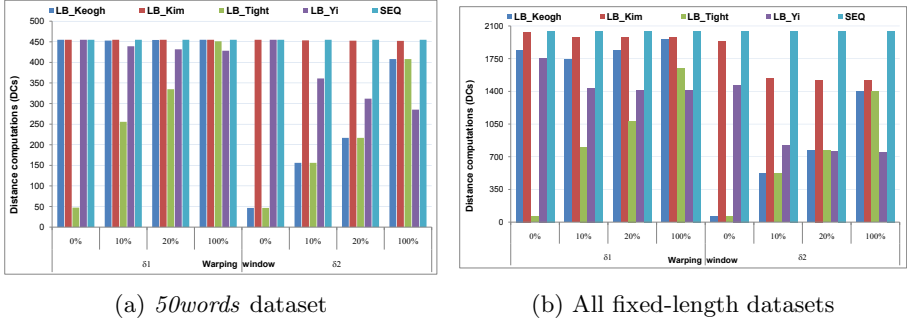 LB_Keogh LB_Kim LB_Tight LB_Yi SEQ
500
450
400
350
300
250
200
150
100
50
0
Distance computations (DCs)
0% 10% 20% 100% 0% 10% 20% 100%
δ1 Warping window δ2
(a) 50words dataset
LB_Keogh LB_Kim LB_Tight LB_Yi SEQ
2100
1750
1400
1050
700
350
0
Distance computations (DCs)
0% 10% 20% 100% 0% 10% 20% 100%
δ1 Warping window δ2
(b) All fixed-length datasets